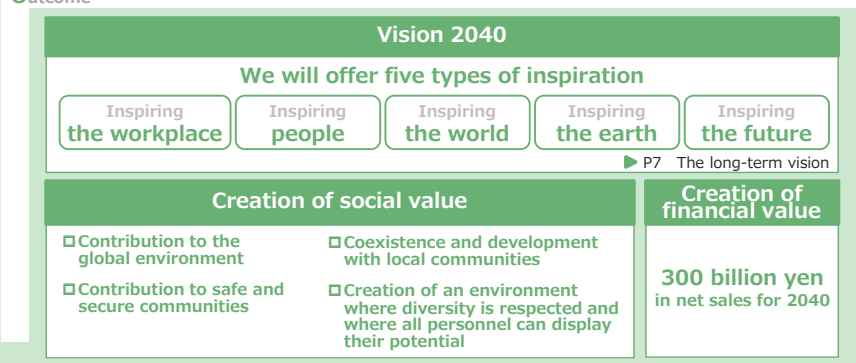 Outcome
Vision 2040
We will offer five types of inspiration
Inspiring
the workplace
Inspiring
people
Inspiring
the world
Inspiring
the earth
Inspiring
the future
P7 The long-term vision
Creation of social value
Contribution to the
global environment
Contribution to safe and
secure communities
Coexistence and development
with local communities
Creation of an environment
where diversity is respected and
where all personnel can display
their potential
Creation of
financial value
300 billion yen
in net sales for 2040